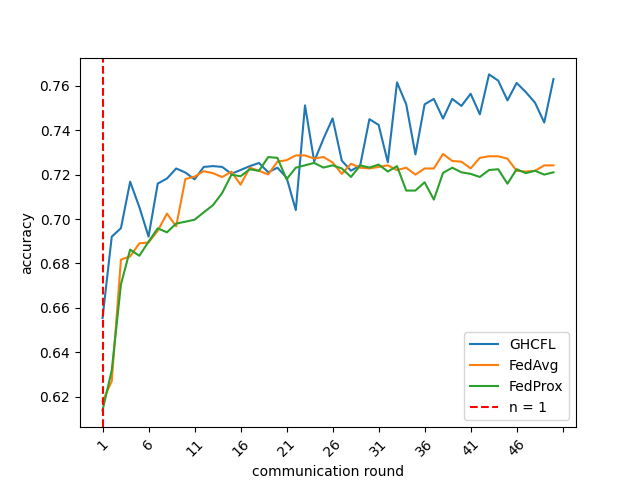 0.76
0.74
0.72
0.70
0.68
0.66
0.64
0.62
accuracy
GHCFL
FedAvg
FedProx
n = 1
1 6 11 16 21 26 31 36 41 46
communication round